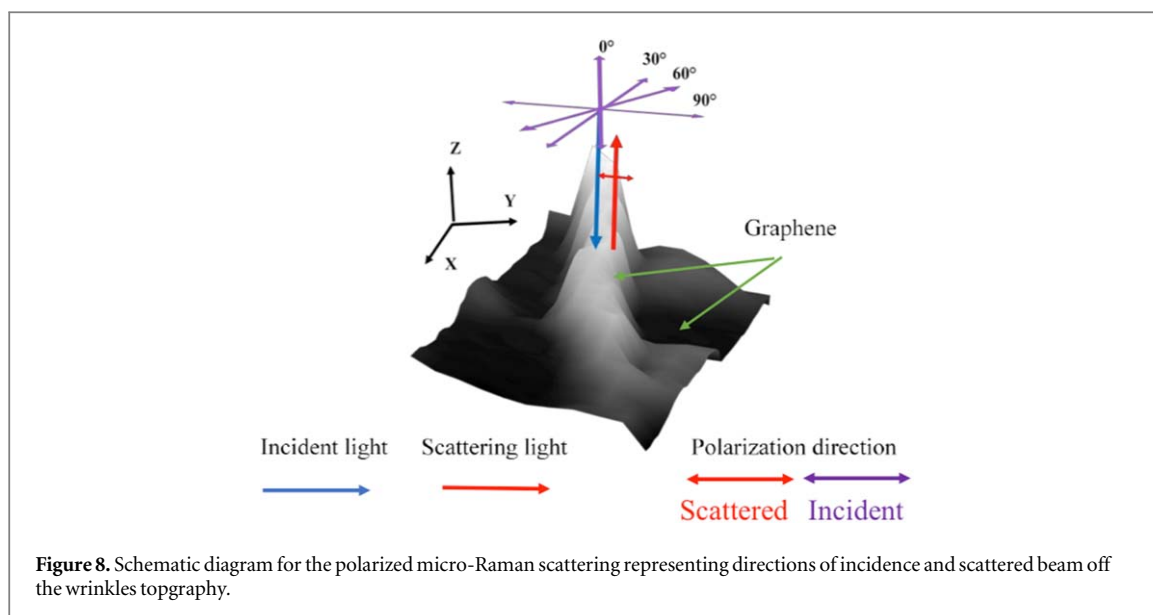 0°
30°
60°
90°
Z
Y
X
Graphene
Incident light
Scattering light
Polarization direction
Scattered
Incident
Figure 8. Schematic diagram for the polarized micro-Raman scattering representing directions of incidence and scattered beam off
the wrinkles topgraphy.